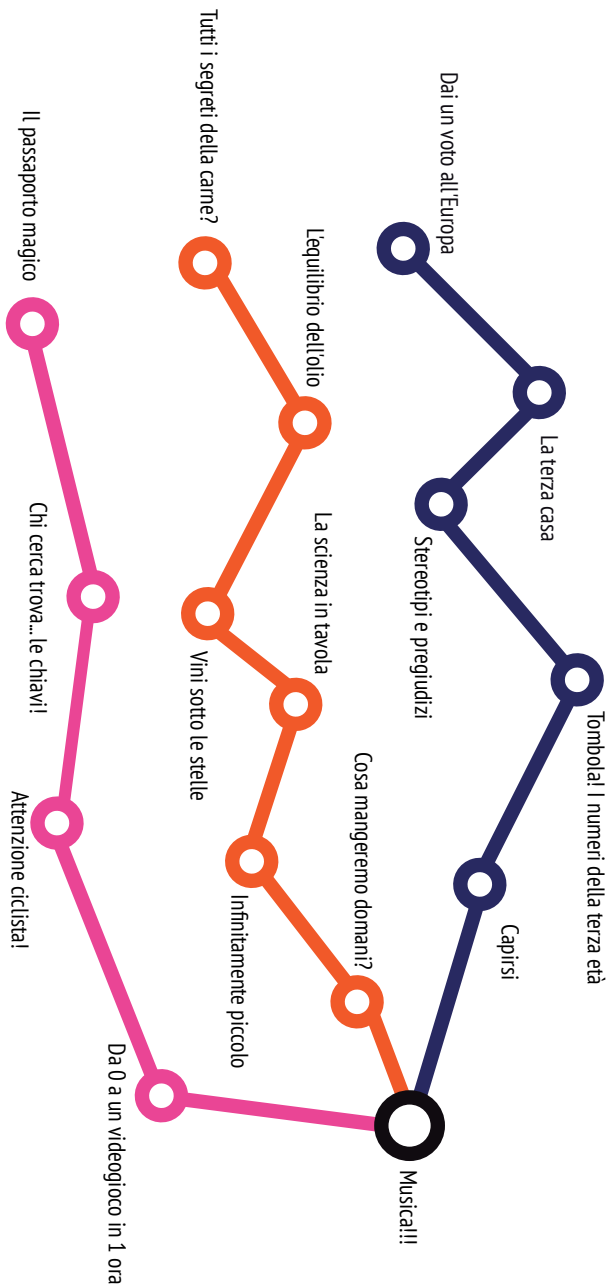 Dai un voto all'Europa
La terza casa
Stereotipi e pregiudizi
Tombola! I numeri della terza età
Capirsi
Tutti i segreti della carne?
L'equilibrio dell'olio
Vini sotto le stelle
La scienza in tavola
Infinitamente piccolo
Cosa mangeremo domani?
Il passaporto magico
Chi cerca trova...le chiavi!
Attenzione ciclista!
Da 0 a un videogioco in 1 ora
Musica!!!